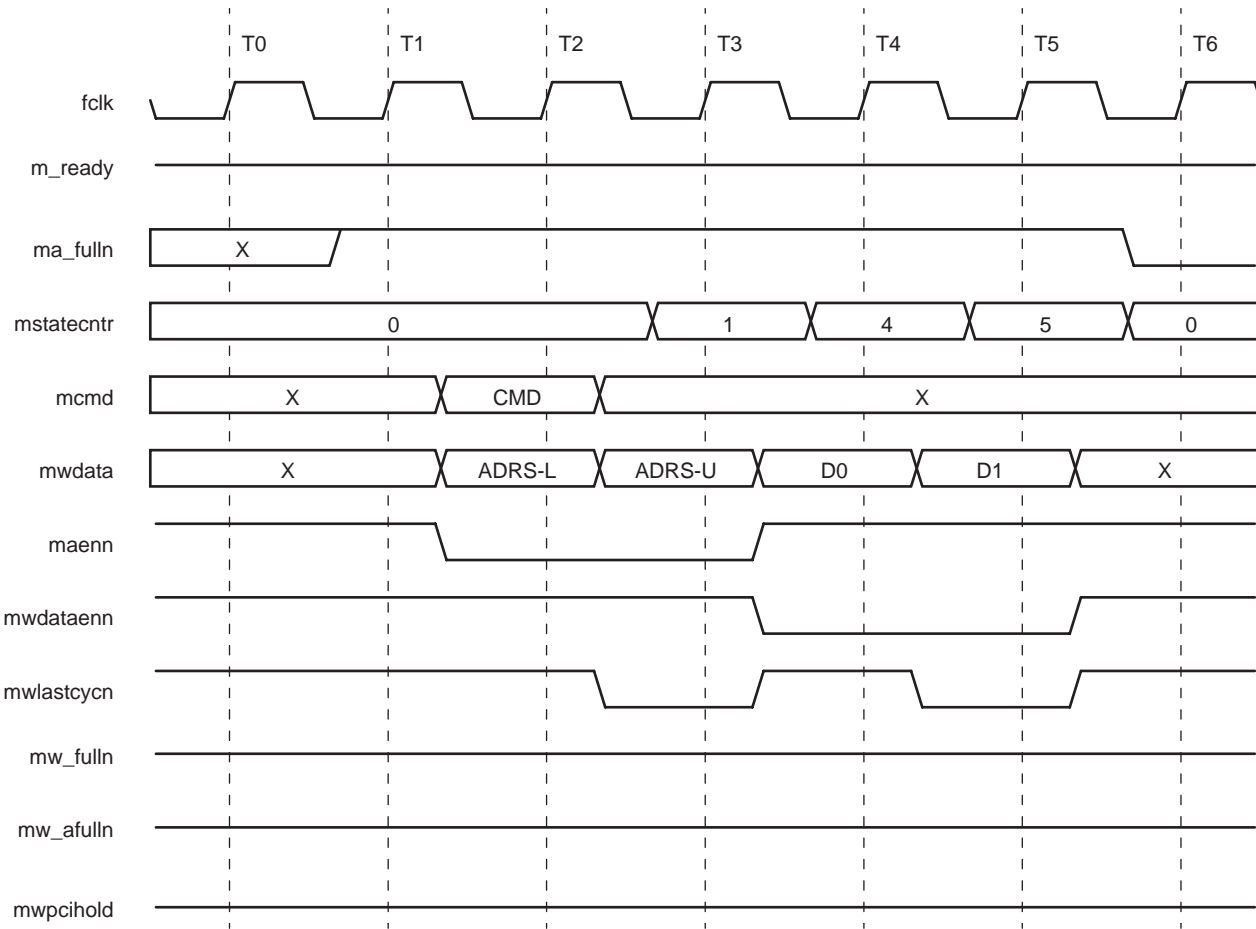 T0 T1 T2 T3 T4 T5 T6
fclk
m_ready
ma_fulln X
mstatecntr 0 1 4 5 0
mcmd X CMD X
mwdata X ADRS-L ADRS-U D0 D1 X
maenn
mwdataenn
mwlastcycn
mw_fulln
mw_afulln
mwpcihold